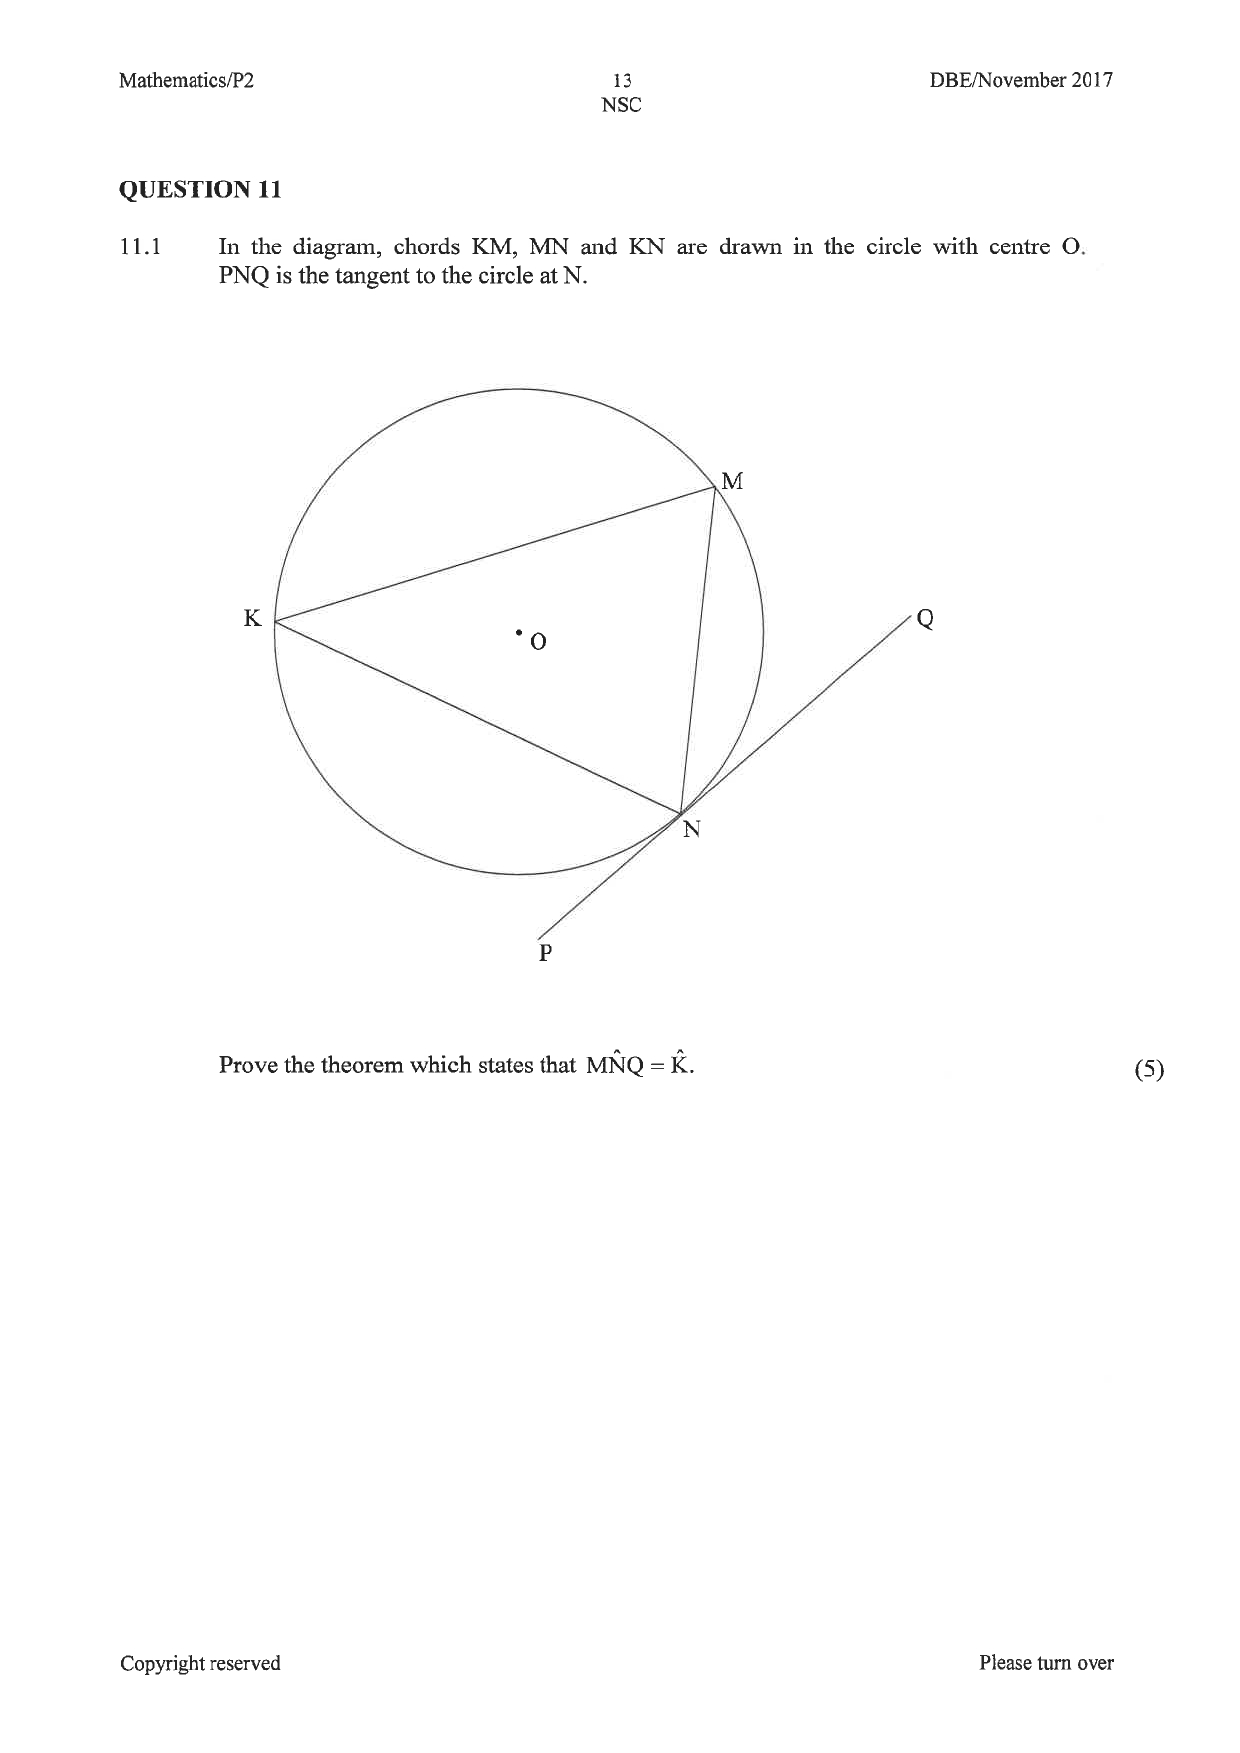 Mathematics/P2 13 DBE/November 2017
NSC
QUESTION 11
11.1 In the diagram, chords KM, MN and KN are drawn in the circle with centre O.
PNQ is the tangent to the circle at N.
M
K
Q
O
N
P
Prove the theorem which states that MN̂Q = K̂. (5)
Copyright reserved Please turn over